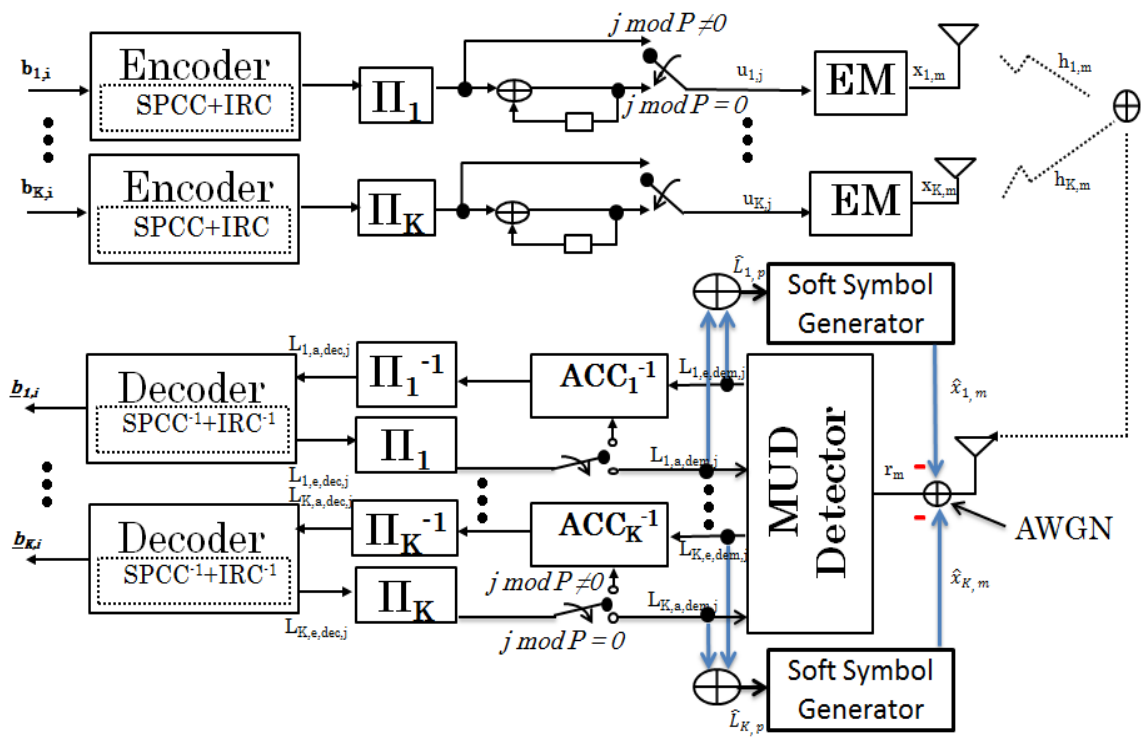 j mod P ≠0
b1,i
Encoder
SPCC+IRC
Π1
u1,j
j mod P = 0
EM
x1,m
h1,m
bK,i
Encoder
SPCC+IRC
ΠK
uK,j
EM
xK,m
hK,m
L̂1,p
Soft Symbol
Generator
L1,a,dec,j
Π1-1
ACC1-1
L1,e,dem,j
x̂1,m
b1,i
Decoder
SPCC-1+IRC-1
Π1
L1,a,dem,j
MUD
Detector
rm
L1,e,dec,j
LK,a,dec,j
ΠK-1
ACCK-1
AWGN
bK,i
Decoder
SPCC-1+IRC-1
LK,e,dem,j
j mod P ≠0
ΠK
LK,a,dem,j
x̂K,m
LK,e,dec,j
j mod P = 0
L̂K,p
Soft Symbol
Generator